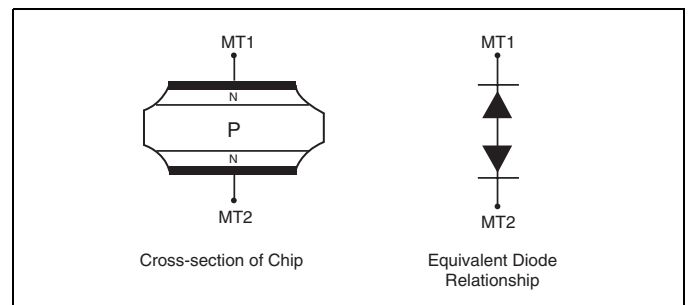 MT1
N
P
N
MT2
Cross-section of Chip
MT1
MT2
Equivalent Diode
Relationship